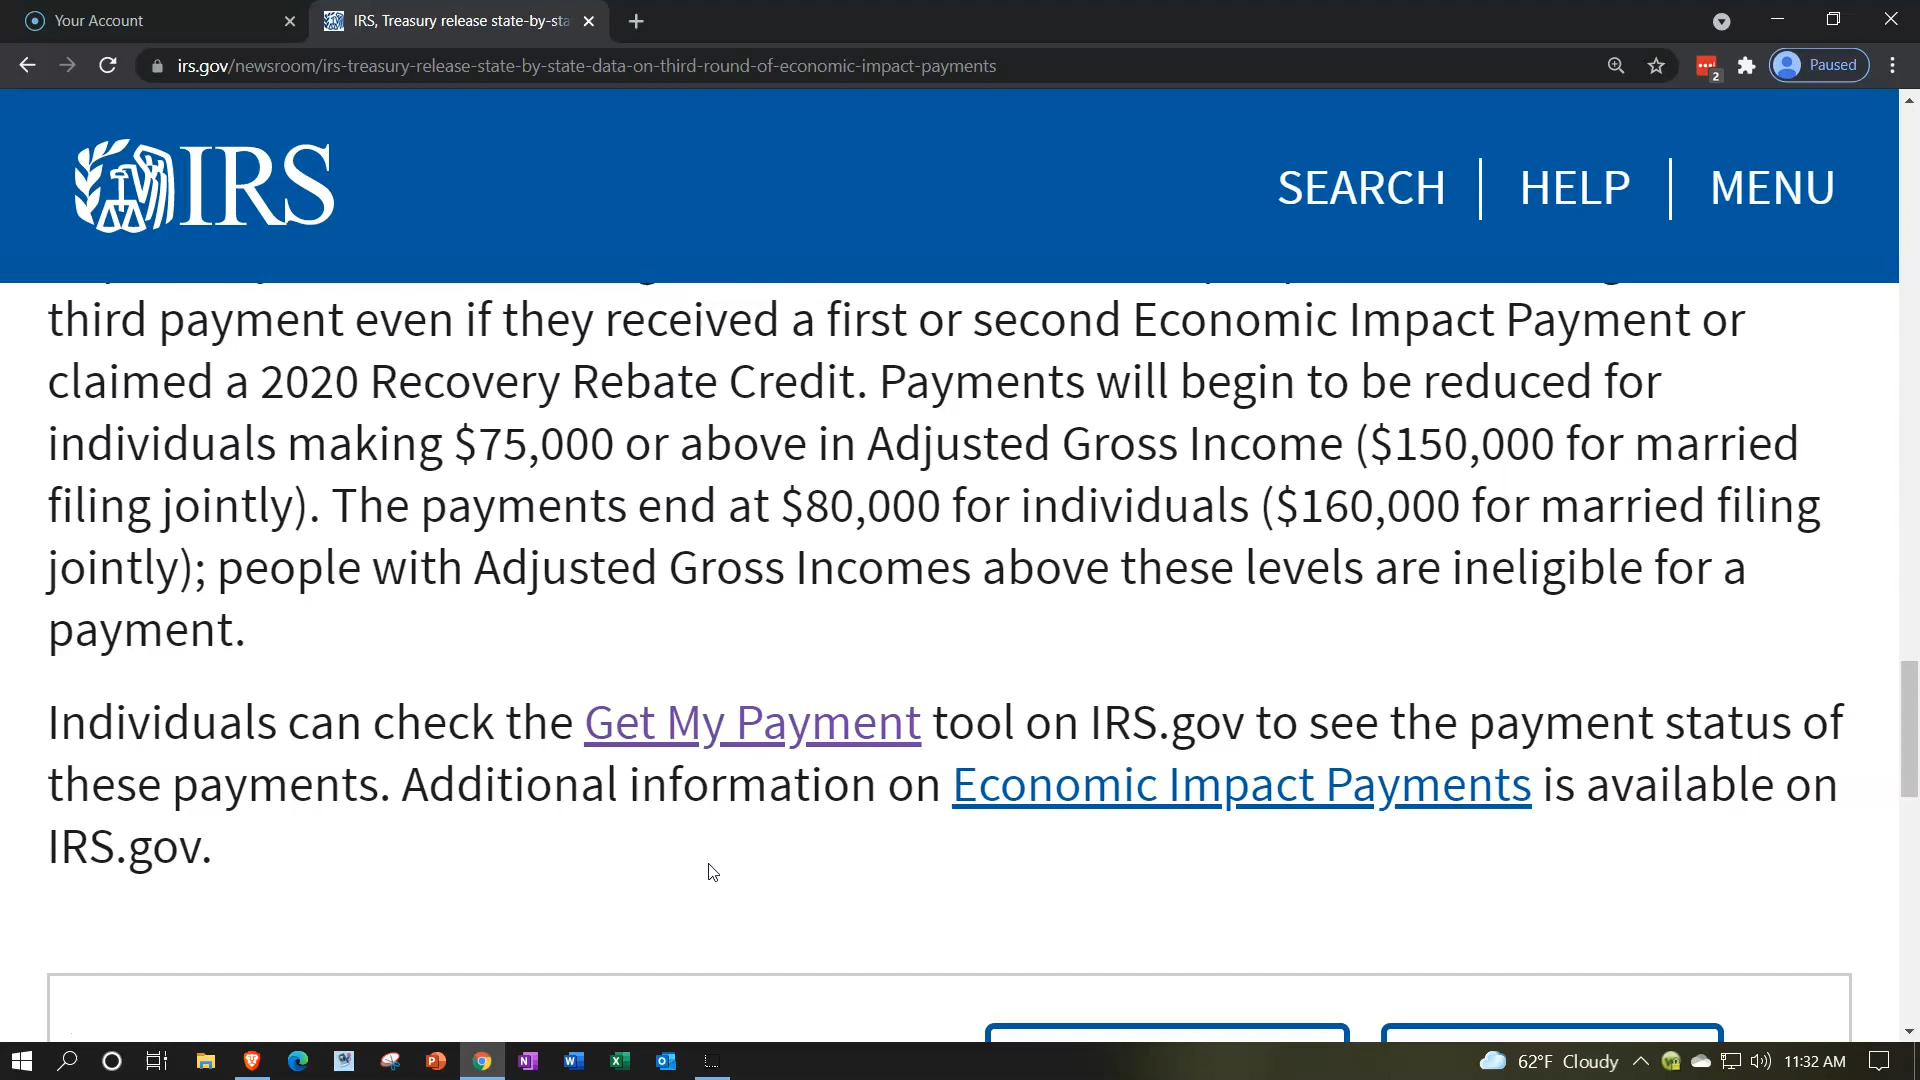 Your Account
IRS, Treasury release state-by-sta
irs.gov/newsroom/irs-treasury-release-state-by-state-data-on-third-round-of-economic-impact-payments
2
Paused
IRS
SEARCH
HELP
MENU
third payment even if they received a first or second Economic Impact Payment or
claimed a 2020 Recovery Rebate Credit. Payments will begin to be reduced for
individuals making $75,000 or above in Adjusted Gross Income ($150,000 for married
filing jointly). The payments end at $80,000 for individuals ($160,000 for married filing
jointly); people with Adjusted Gross Incomes above these levels are ineligible for a
payment.
Individuals can check the Get My Payment tool on IRS.gov to see the payment status of
these payments. Additional information on Economic Impact Payments is available on
IRS.gov.
62°F Cloudy
11:32 AM